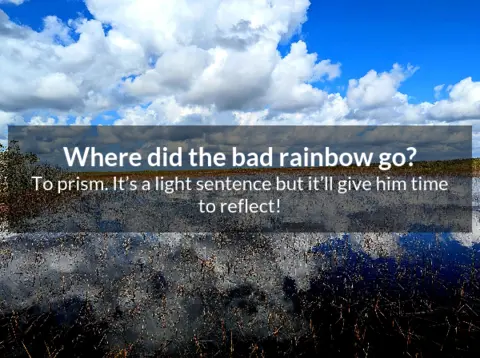 Where did the bad rainbow go?
To prism. It's a light sentence but it'll give him time
to reflect!